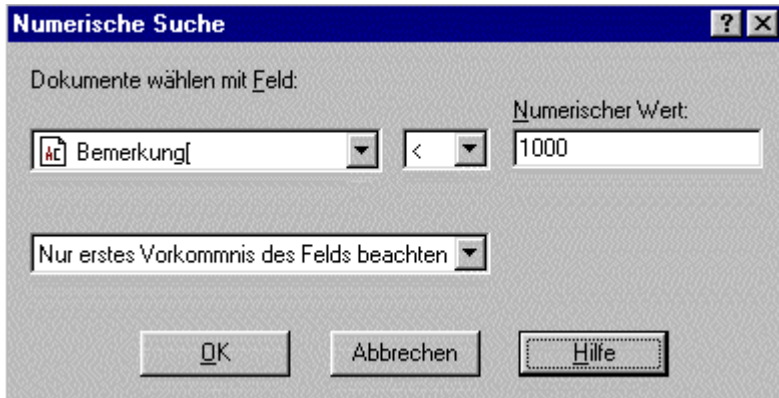 Numerische Suche
Dokumente wählen mit Feld:
Numerischer Wert:
Bemerkung[
<
1000
Nur erstes Vorkommnis des Felds beachten
OK
Abbrechen
Hilfe